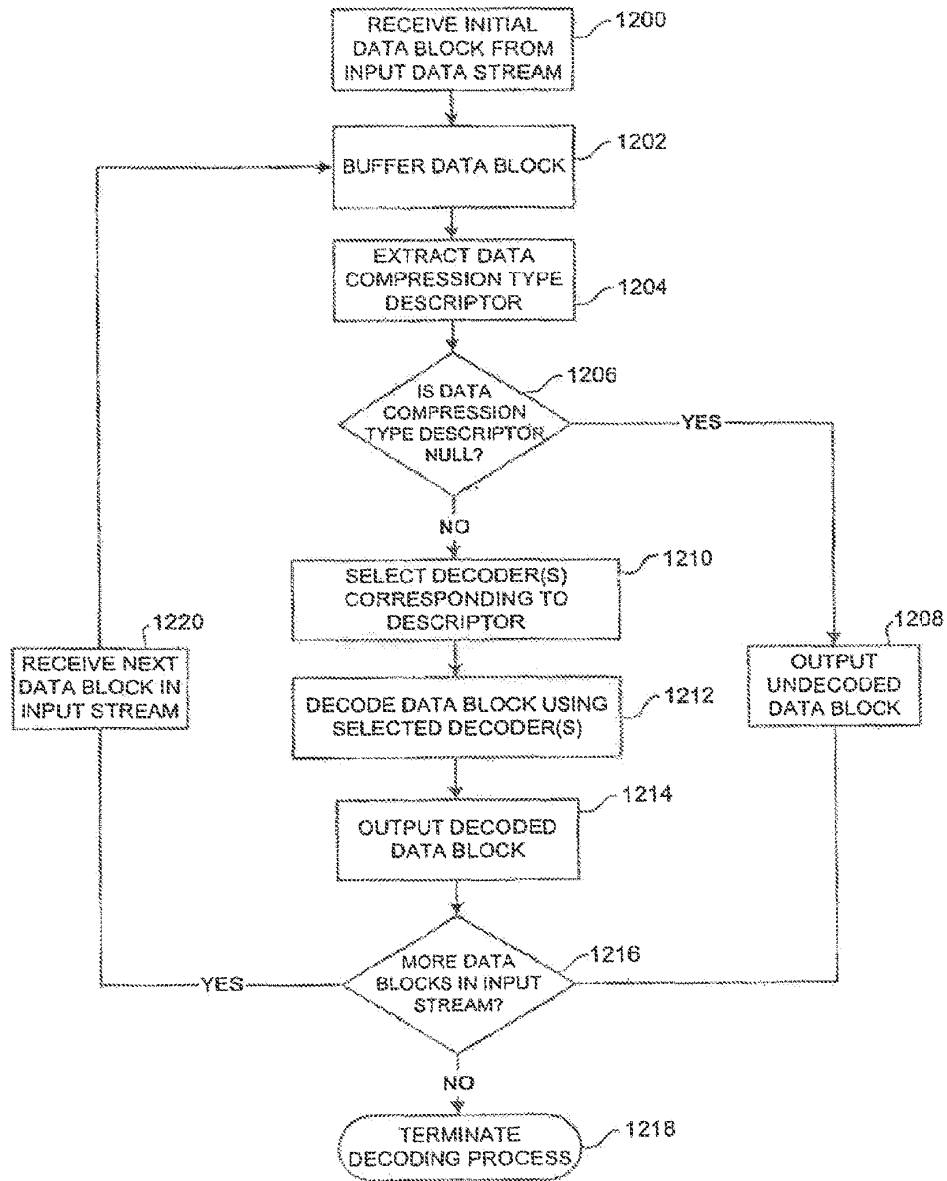 RECEIVE INITIAL
DATA BLOCK FROM
INPUT DATA STREAM
1200
BUFFER DATA BLOCK
1202
EXTRACT DATA
COMPRESSION TYPE
DESCRIPTOR
1204
IS DATA
COMPRESSION
TYPE DESCRIPTOR
NULL?
1206
YES
NO
SELECT DECODER(S)
CORRESPONDING TO
DESCRIPTOR
1210
1220
RECEIVE NEXT
DATA BLOCK IN
INPUT STREAM
1208
OUTPUT
UNDECODED
DATA BLOCK
DECODE DATA BLOCK USING
SELECTED DECODER(S)
1212
OUTPUT DECODED
DATA BLOCK
1214
MORE DATA
BLOCKS IN INPUT
STREAM?
1216
YES
NO
TERMINATE
DECODING PROCESS
1218